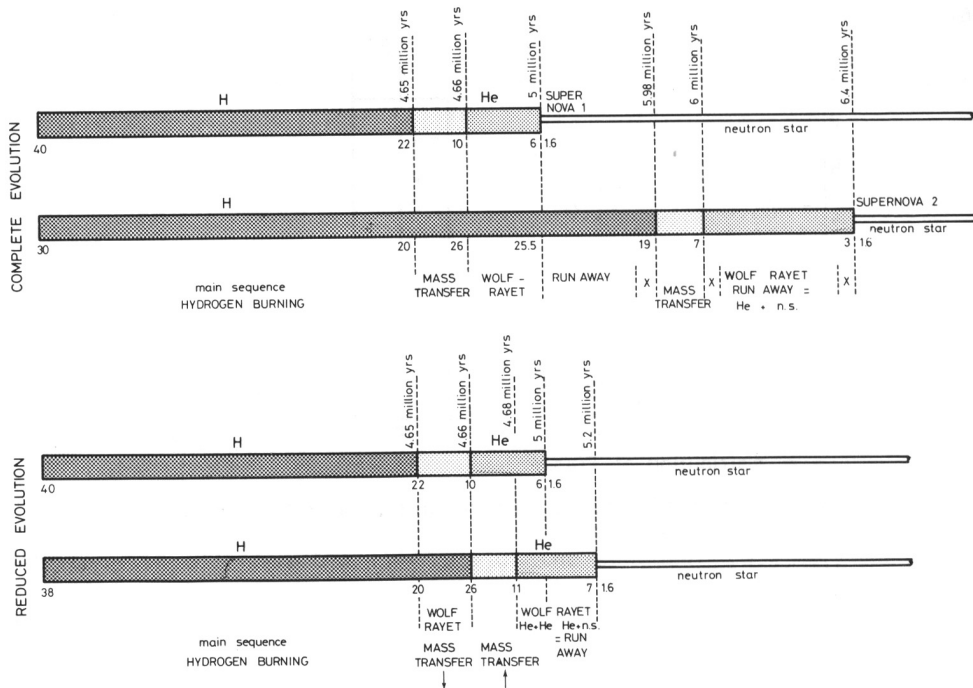 COMPLETE EVOLUTION
4.65 million yrs
4.66 million yrs
5 million yrs
5.98 million yrs
6 million yrs
6.4 million yrs
H
He
SUPER
NOVA 1
neutron star
40
22
10
6
1.6
H
SUPERNOVA 2
neutron star
30
20
26
25.5
19
7
3
1.6
main sequence
HYDROGEN BURNING
MASS
TRANSFER
WOLF-
RAYET
RUN AWAY
X
MASS
TRANSFER
X
WOLF RAYET
RUN AWAY =
He + n.s.
X
REDUCED EVOLUTION
4.65 million yrs
4.66 million yrs
4.68 million yrs
5 million yrs
5.2 million yrs
H
He
neutron star
40
22
10
6
1.6
H
He
neutron star
38
20
26
11
7
1.6
main sequence
HYDROGEN BURNING
WOLF
RAYET
MASS
TRANSFER
↓
MASS
TRANSFER
↑
WOLF RAYET
He+He He+n.s.
= RUN
AWAY